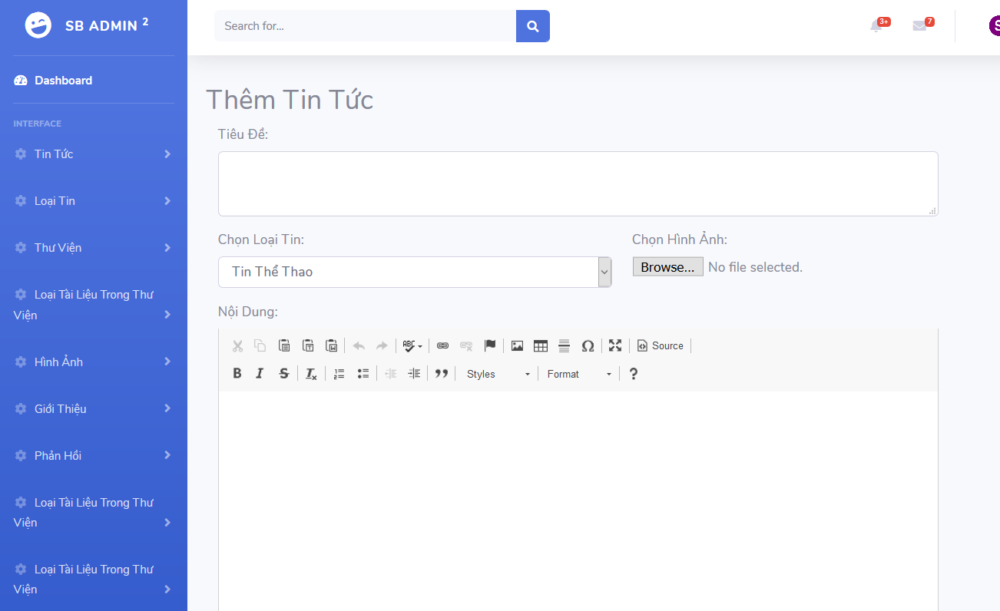 SB ADMIN 2
Search for...
3+
7
S
Dashboard
INTERFACE
Tin Tức
Loại Tin
Thư Viện
Loại Tài Liệu Trong Thư
Viện
Hình Ảnh
Giới Thiệu
Phản Hồi
Loại Tài Liệu Trong Thư
Viện
Loại Tài Liệu Trong Thư
Viện
Thêm Tin Tức
Tiêu Đề:
Chọn Loại Tin:
Chọn Hình Ảnh:
Tin Thể Thao
Browse... No file selected.
Nội Dung:
ABC Ω Source
B I S Tx Styles Format ?